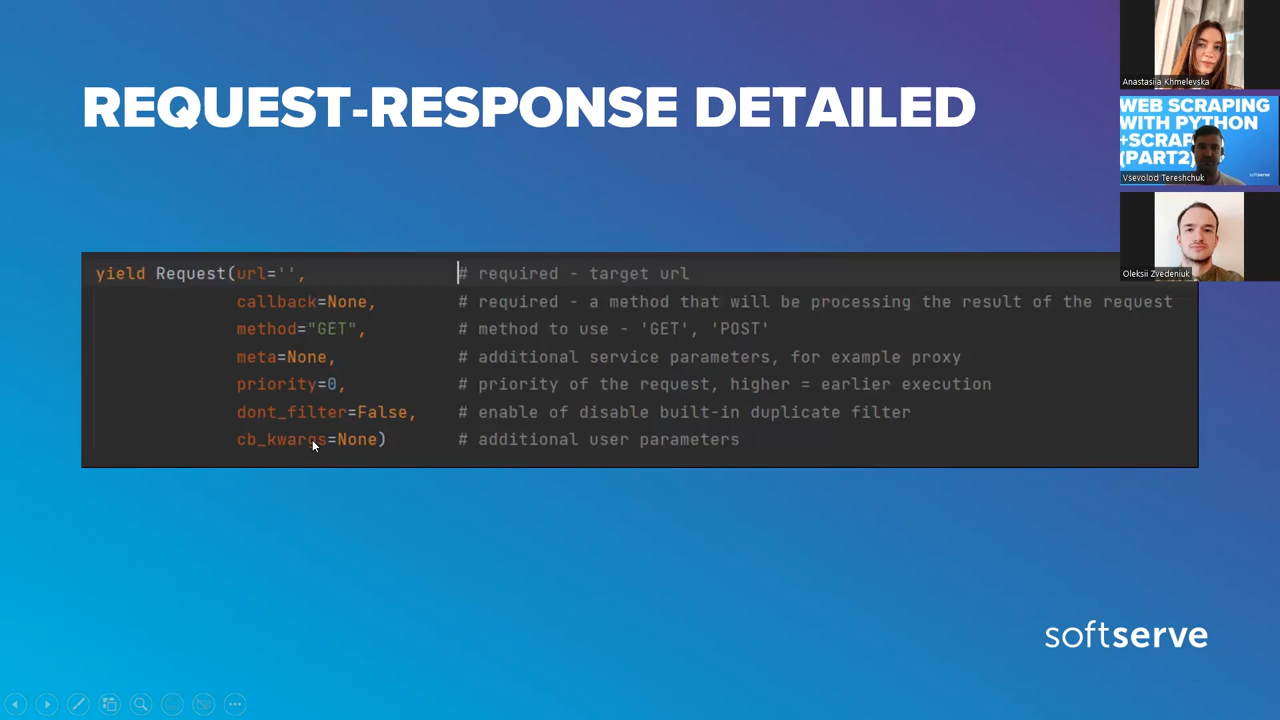 REQUEST-RESPONSE DETAILED
yield Request(url='', # required - target url
callback=None, # required - a method that will be processing the result of the request
method="GET", # method to use - 'GET', 'POST'
meta=None, # additional service parameters, for example proxy
priority=0, # priority of the request, higher = earlier execution
dont_filter=False, # enable of disable built-in duplicate filter
cb_kwargs=None) # additional user parameters
softserve
Anastasiia Khmelevska
WEB SCRAPING
WITH PYTHON
+SCRAP
(PART2)
softserve
Vsevolod Tereshchuk
Oleksii Zvedeniuk